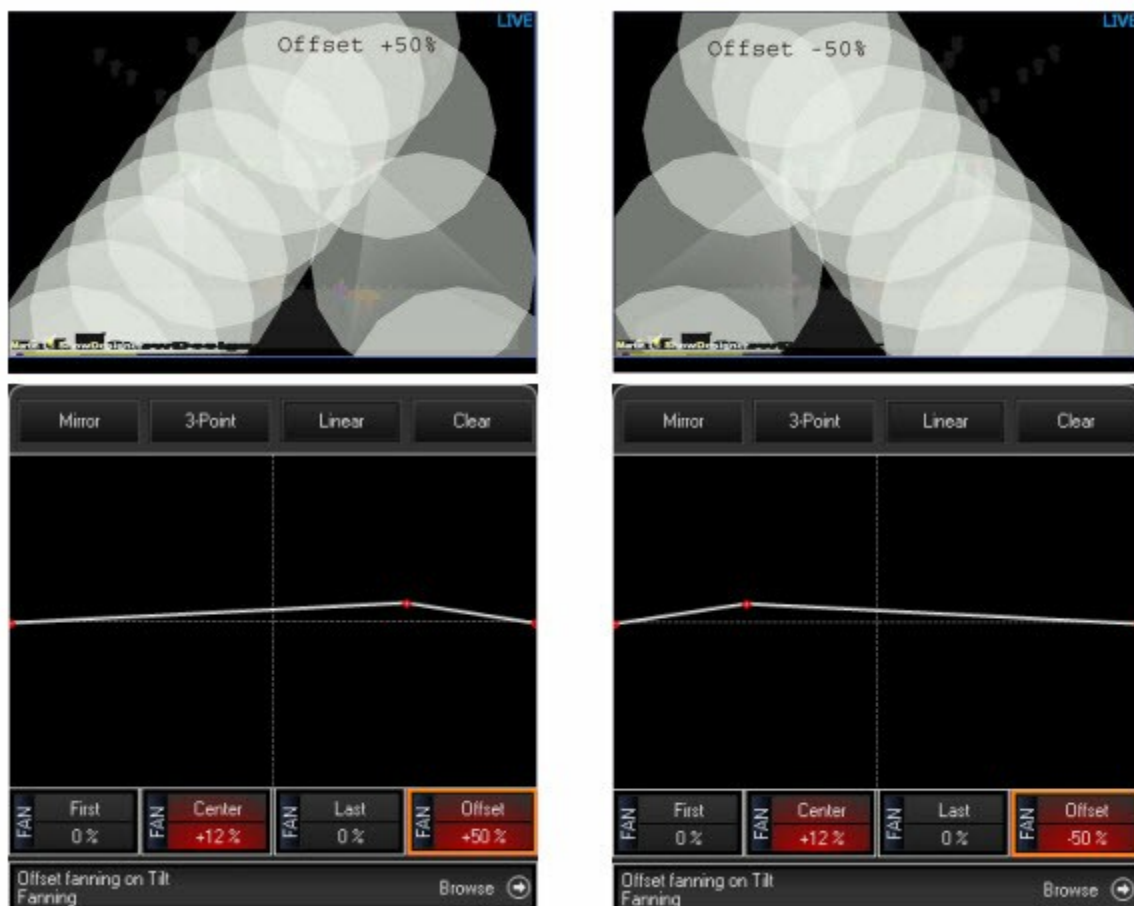 LIVE
Offset +50%
Mirror 3-Point Linear Clear
FAN First 0 % FAN Center +12 % FAN Last 0 % FAN Offset +50 %
Offset fanning on Tilt
Fanning Browse
LIVE
Offset -50%
Mirror 3-Point Linear Clear
FAN First 0 % FAN Center +12 % FAN Last 0 % FAN Offset -50 %
Offset fanning on Tilt
Fanning Browse